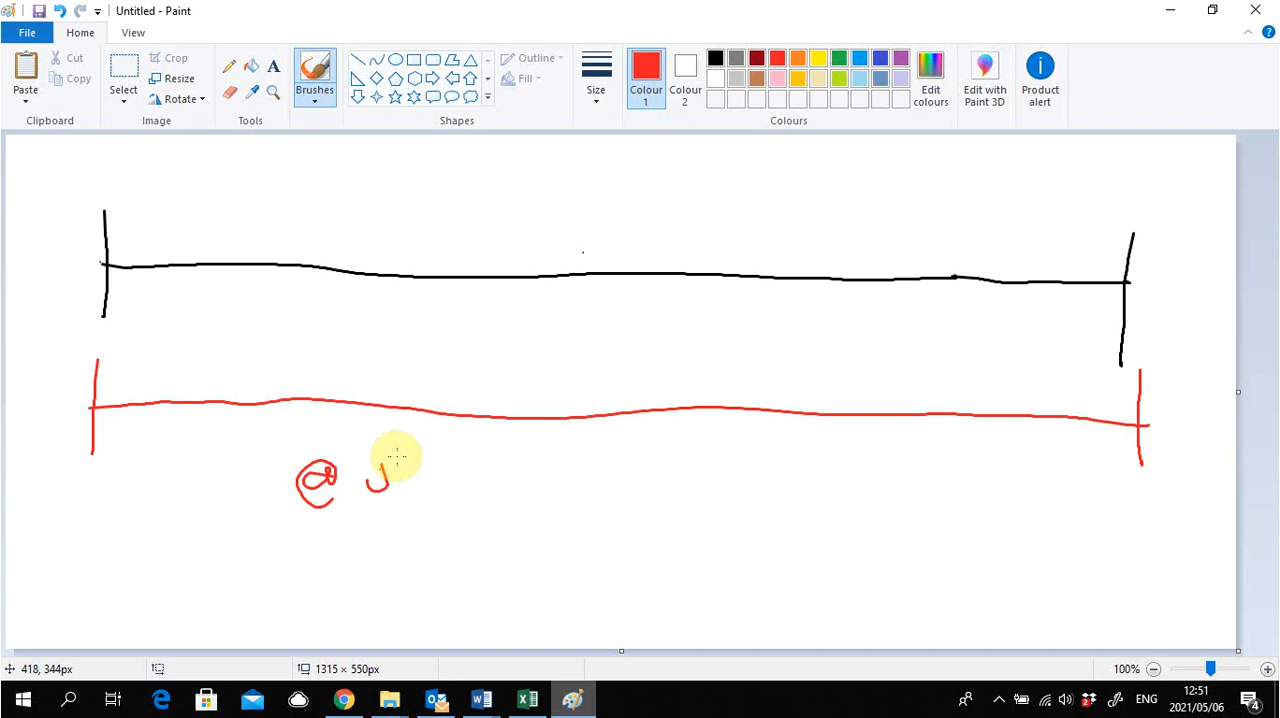 Untitled - Paint
File Home View
Paste
Cut
Copy
Clipboard
Select
Crop
Resize
Rotate
Image
A
Tools
Brushes
Outline
Fill
Shapes
Size
Colour 1
Colour 2
Edit colours
Colours
Edit with Paint 3D
Product alert
@ J
418, 344px
1315 × 550px
100%
ENG
12:51
2021/05/06
4